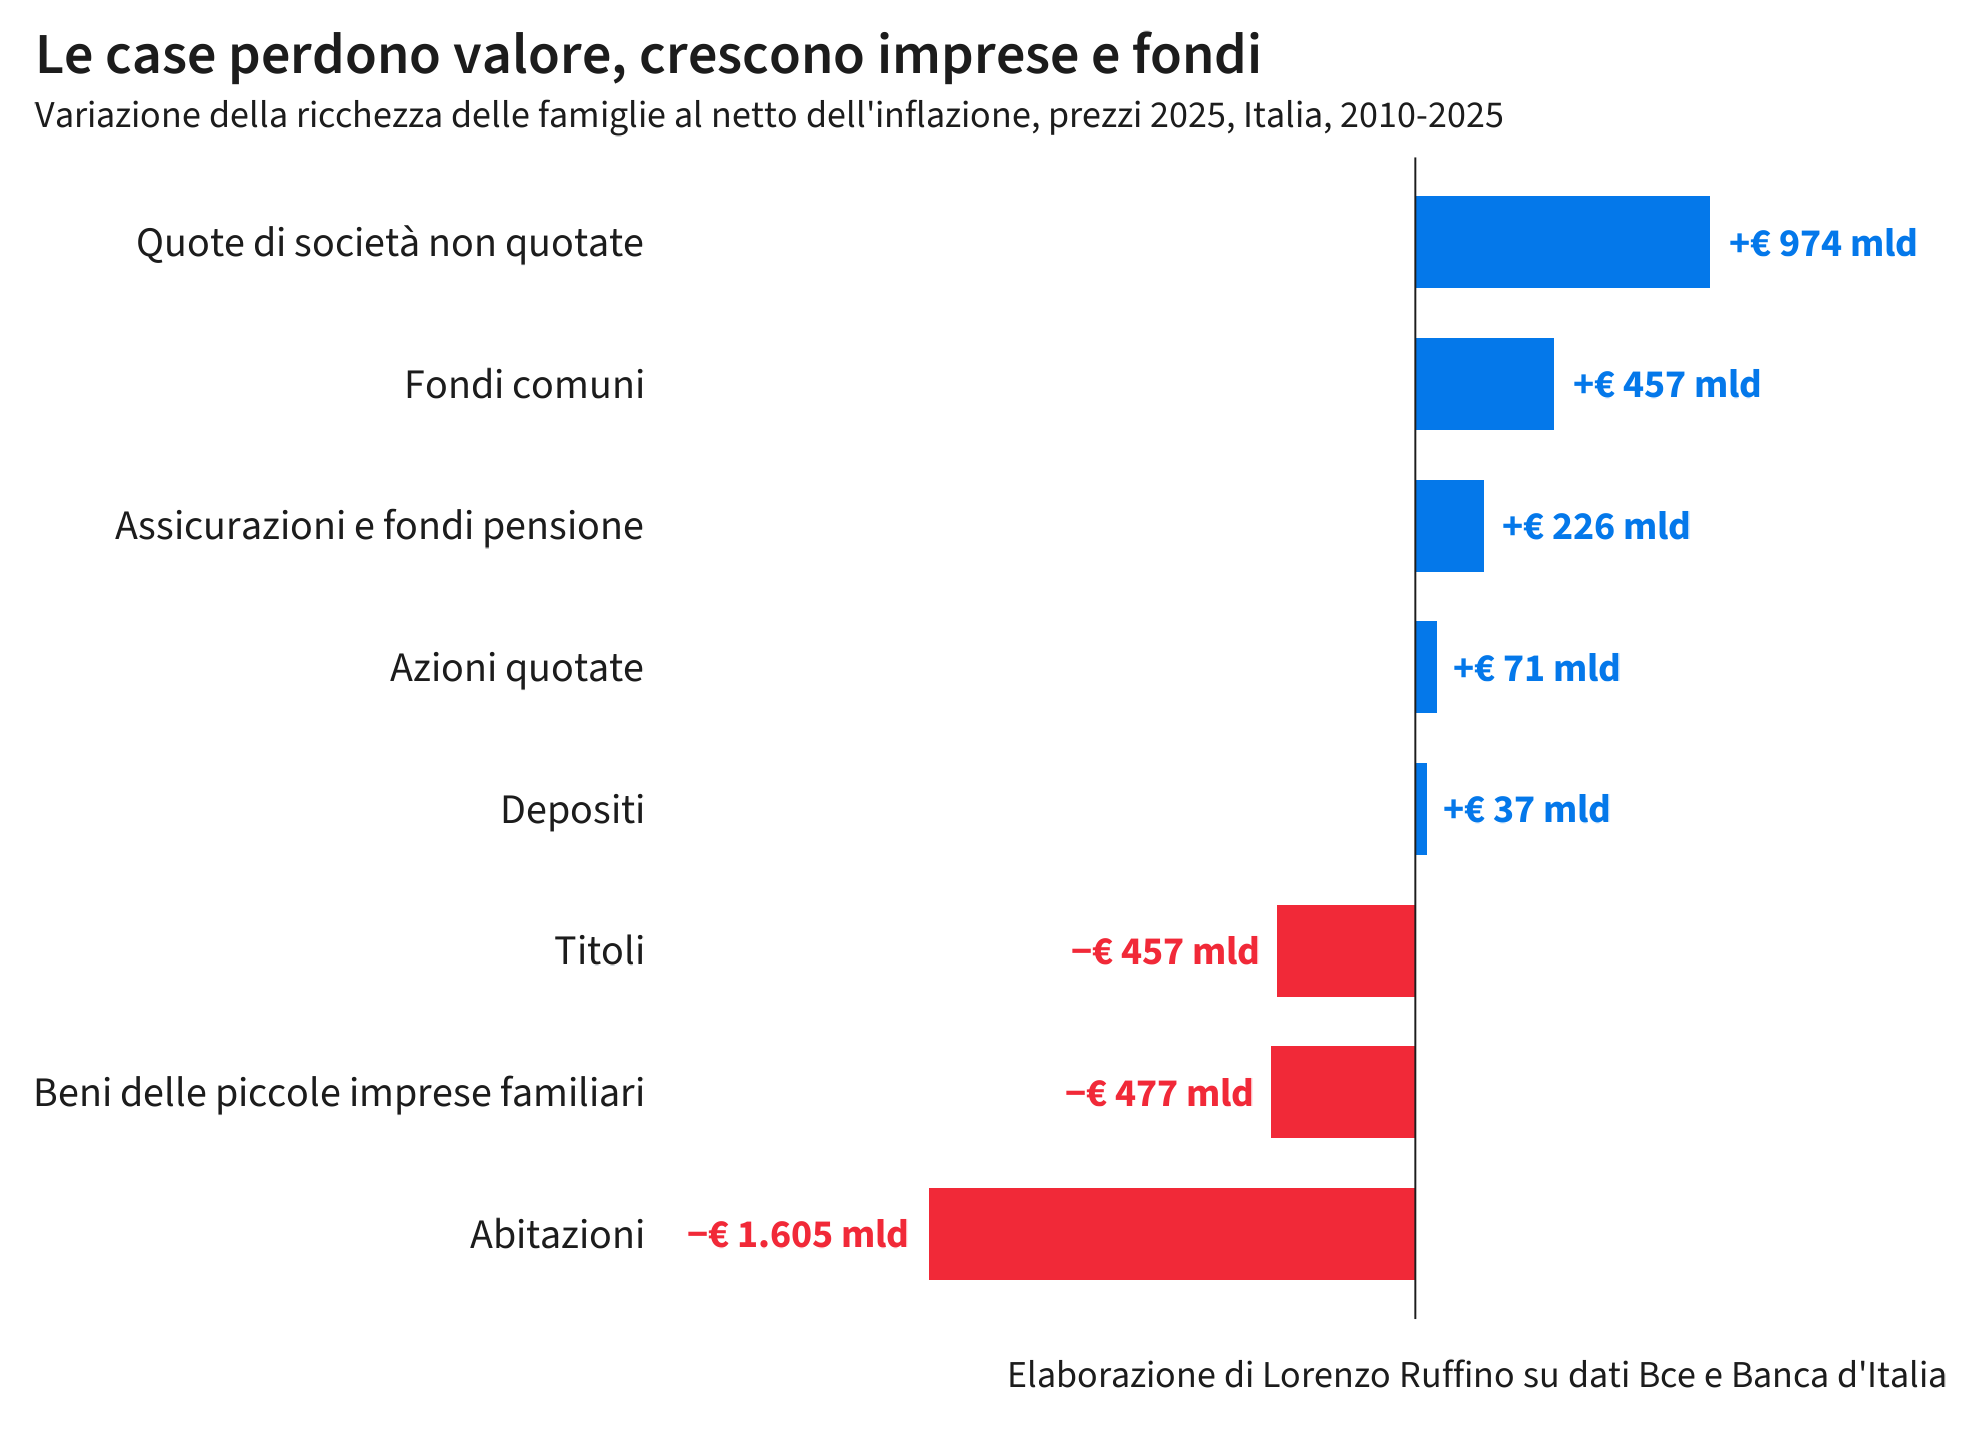 Le case perdono valore, crescono imprese e fondi
Variazione della ricchezza delle famiglie al netto dell'inflazione, prezzi 2025, Italia, 2010-2025
Quote di società non quotate +€ 974 mld
Fondi comuni +€ 457 mld
Assicurazioni e fondi pensione +€ 226 mld
Azioni quotate +€ 71 mld
Depositi +€ 37 mld
Titoli −€ 457 mld
Beni delle piccole imprese familiari −€ 477 mld
Abitazioni −€ 1.605 mld
Elaborazione di Lorenzo Ruffino su dati Bce e Banca d'Italia